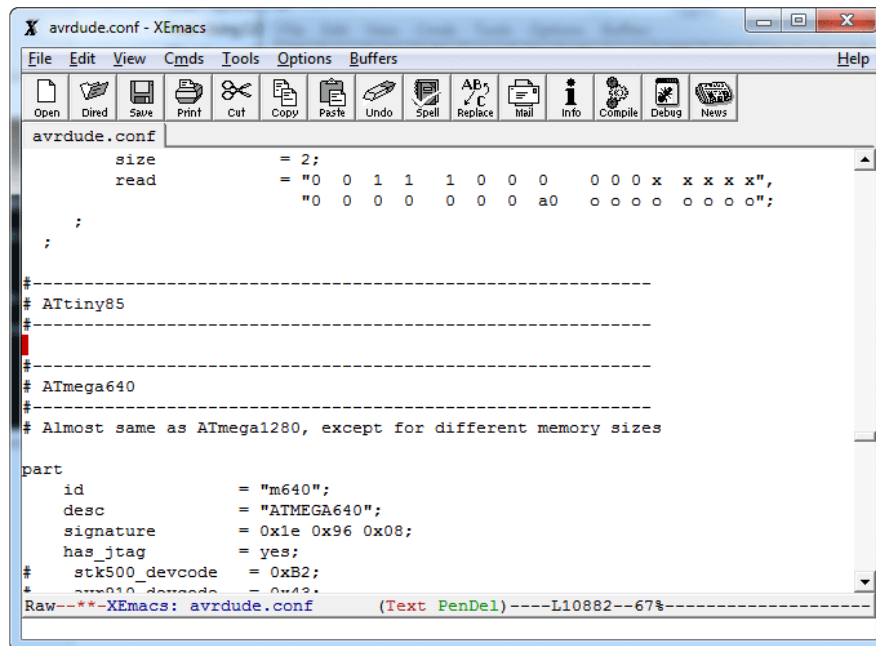 avrdude.conf - XEmacs
File Edit View Cmds Tools Options Buffers Help
Open Dired Save Print Cut Copy Paste Undo Spell Replace Mail Info Compile Debug News
avrdude.conf
size = 2;
read = "0 0 1 1 1 0 0 0 0 0 0 x x x x x",
"0 0 0 0 0 0 0 a0 o o o o o o o o";
;
;
#------------------------------------------------------------
# ATtiny85
#------------------------------------------------------------
#------------------------------------------------------------
# ATmega640
#------------------------------------------------------------
# Almost same as ATmega1280, except for different memory sizes
part
id = "m640";
desc = "ATMEGA640";
signature = 0x1e 0x96 0x08;
has_jtag = yes;
# stk500_devcode = 0xB2;
# avr910_devcode = 0x43;
Raw--**-XEmacs: avrdude.conf (Text PenDel)----L10882--67%--------------------